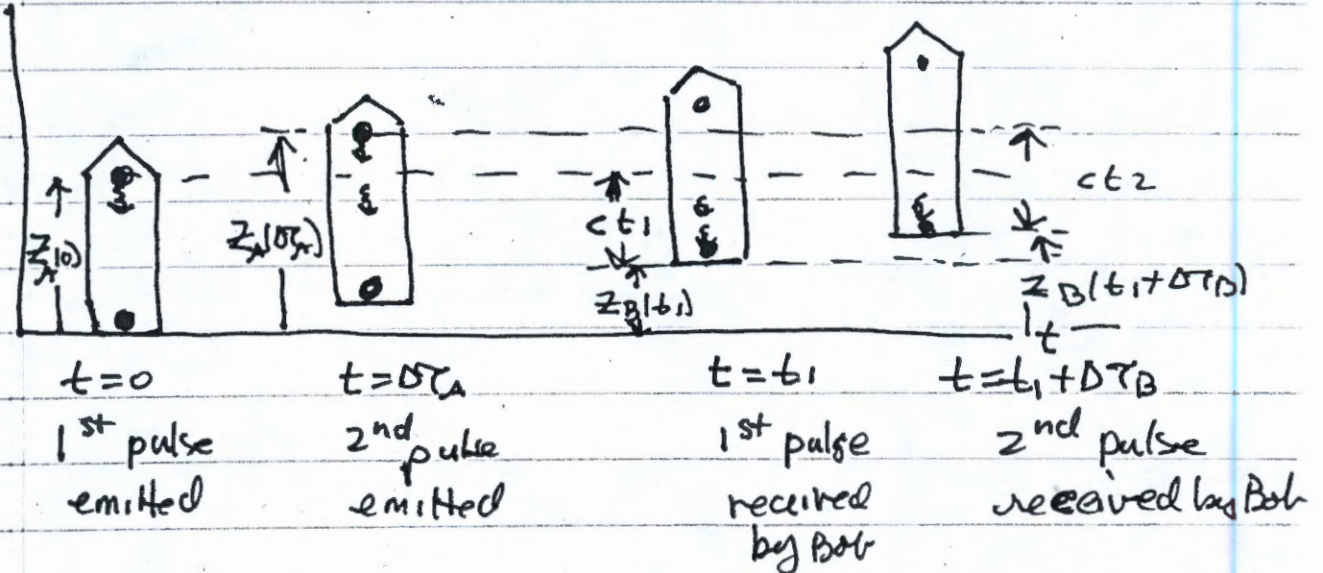 Z_A(0)
Z_A(Δτ_A)
ct₁
Z_B(t₁)
ct₂
Z_B(t₁+Δτ_B)
t
t=0
1st pulse
emitted
t=Δτ_A
2nd
pulse
emitted
t=t₁
1st pulse
received
by Bob
t=t₁+Δτ_B
2nd pulse
received by Bob